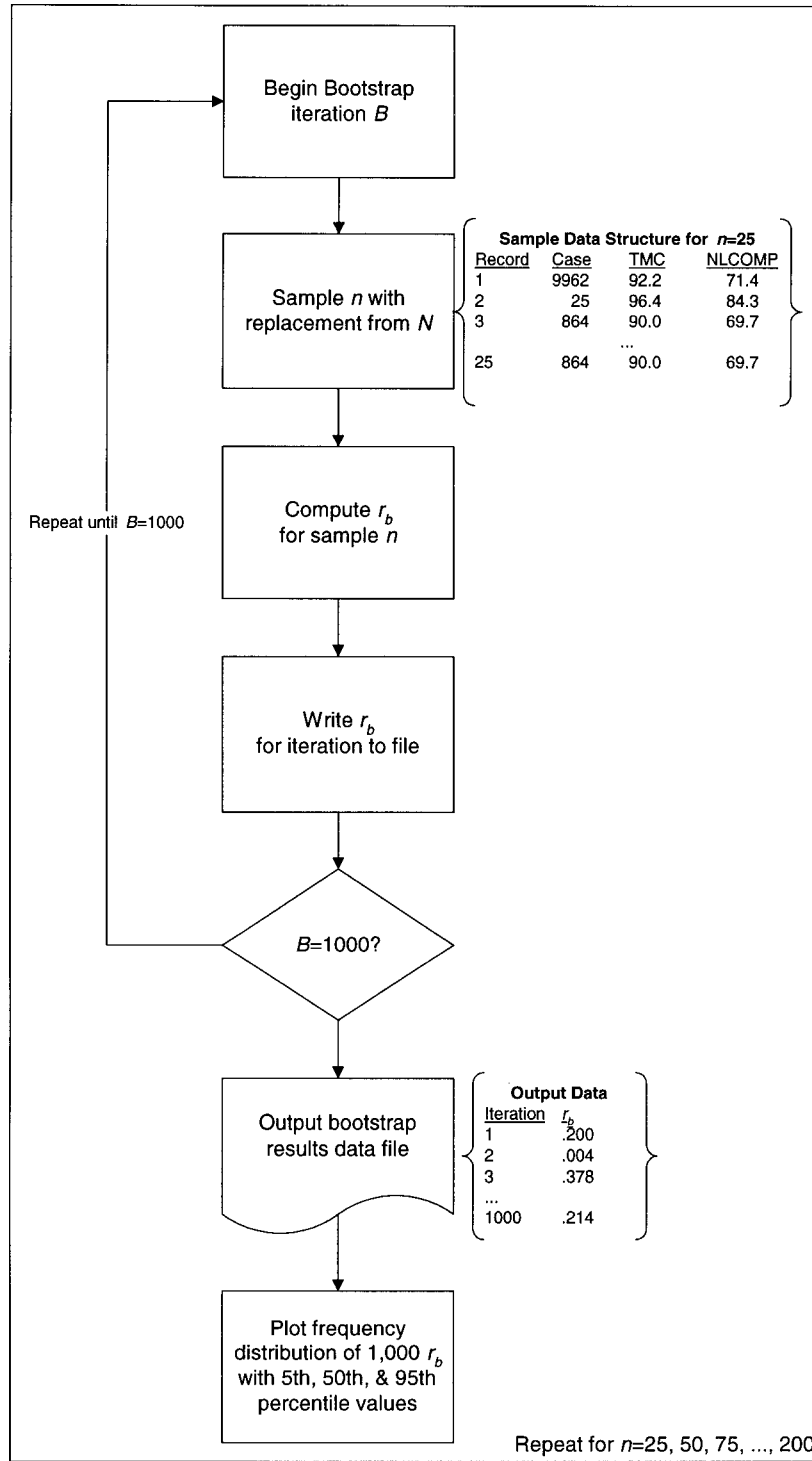 Begin Bootstrap
iteration B
Sample n with
replacement from N
Sample Data Structure for n=25
Record Case TMC NLCOMP
1 9962 92.2 71.4
2 25 96.4 84.3
3 864 90.0 69.7
...
25 864 90.0 69.7
Compute r_b
for sample n
Repeat until B=1000
Write r_b
for iteration to file
B=1000?
Output bootstrap
results data file
Output Data
Iteration r_b
1 .200
2 .004
3 .378
...
1000 .214
Plot frequency
distribution of 1,000 r_b
with 5th, 50th, & 95th
percentile values
Repeat for n=25, 50, 75, ..., 200